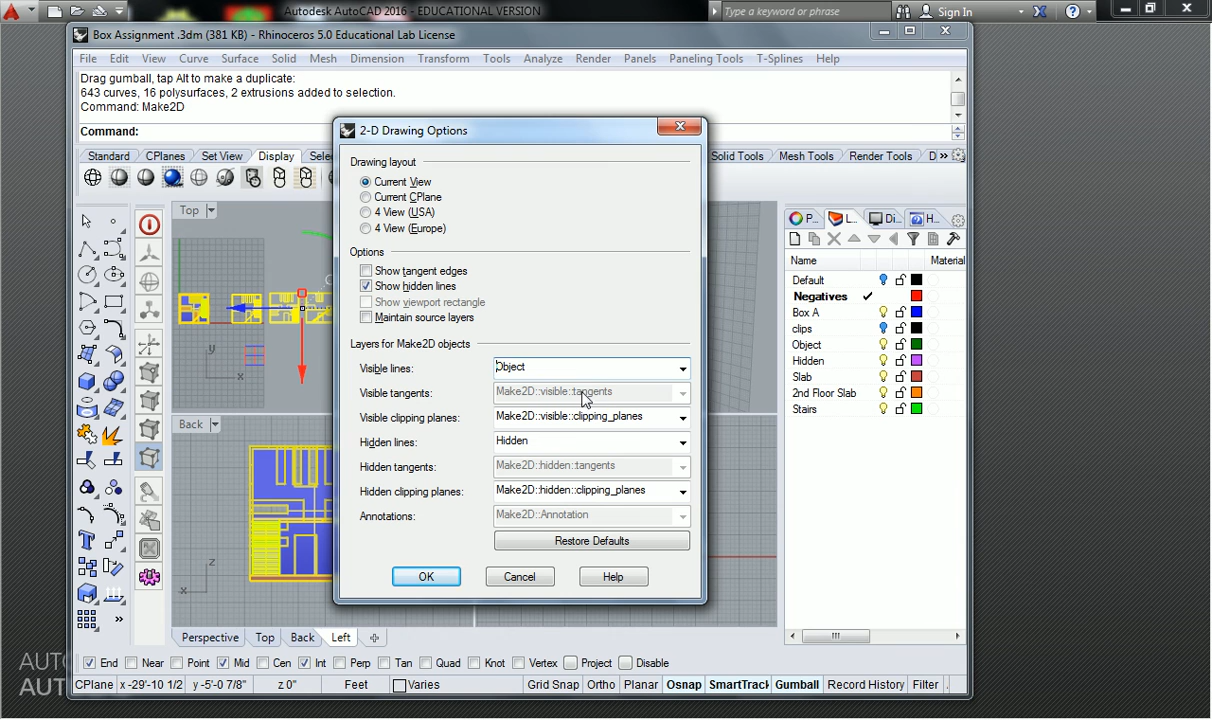 Autodesk AutoCAD 2016 - EDUCATIONAL VERSION
Type a keyword or phrase
Sign In
Box Assignment .3dm (381 KB) - Rhinoceros 5.0 Educational Lab License
File Edit View Curve Surface Solid Mesh Dimension Transform Tools Analyze Render Panels Paneling Tools T-Splines Help
Drag gumball, tap Alt to make a duplicate:
643 curves, 16 polysurfaces, 2 extrusions added to selection.
Command: Make2D
Command:
Standard CPlanes Set View Display Selec Solid Tools Mesh Tools Render Tools D »
2-D Drawing Options
Drawing layout
Current View
Current CPlane
4 View (USA)
4 View (Europe)
Options
Show tangent edges
Show hidden lines
Show viewport rectangle
Maintain source layers
Layers for Make2D objects
Visible lines: Object
Visible tangents: Make2D::visible::tangents
Visible clipping planes: Make2D::visible::clipping_planes
Hidden lines: Hidden
Hidden tangents: Make2D::hidden::tangents
Hidden clipping planes: Make2D::hidden::clipping_planes
Annotations: Make2D::Annotation
Restore Defaults
OK Cancel Help
Top
y
x
Back
z
x
P... L... Di... H...
Name Material
Default
Negatives
Box A
clips
Object
Hidden
Slab
2nd Floor Slab
Stairs
Perspective Top Back Left
End Near Point Mid Cen Int Perp Tan Quad Knot Vertex Project Disable
CPlane x -29'-10 1/2 y -5'-0 7/8" z 0" Feet Varies Grid Snap Ortho Planar Osnap SmartTrack Gumball Record History Filter
AUTO
AUT